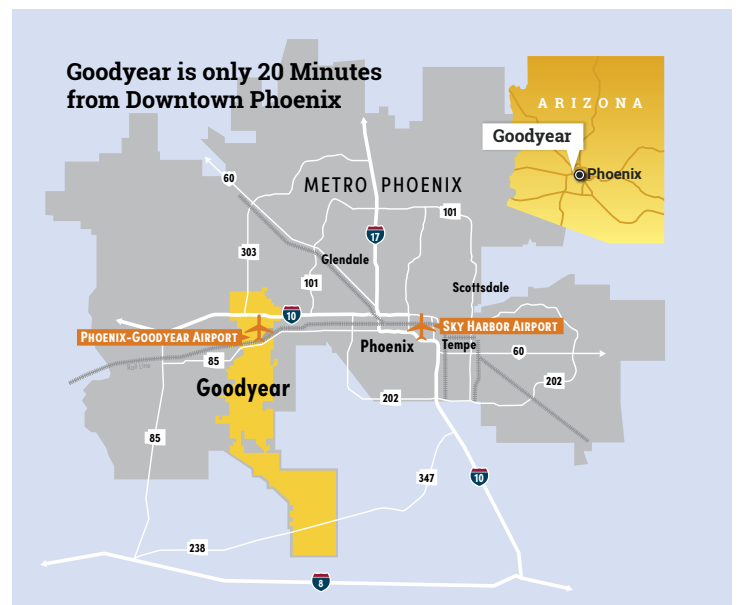 Goodyear is only 20 Minutes
from Downtown Phoenix
ARIZONA
Goodyear
Phoenix
METRO PHOENIX
60
101
17
303
Glendale
101
Scottsdale
10
PHOENIX-GOODYEAR AIRPORT
SKY HARBOR AIRPORT
Phoenix
Tempe
60
85
Rail Line
Goodyear
202
202
85
347
10
238
8